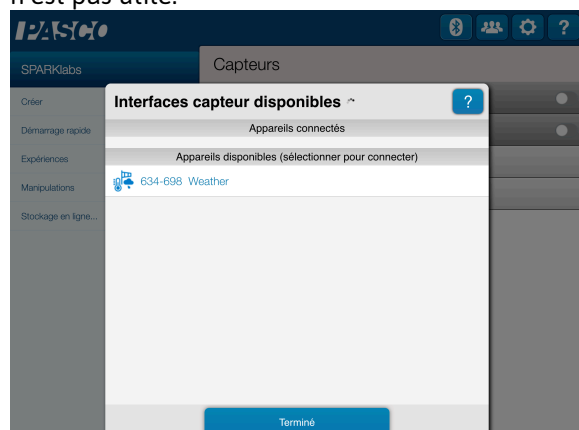 n'est pas utile.
PASCO
?
SPARKlabs
Capteurs
Créer
Interfaces capteur disponibles
?
Appareils connectés
Démarrage rapide
Appareils disponibles (sélectionner pour connecter)
Expériences
634-698 Weather
Manipulations
Stockage en ligne...
Terminé